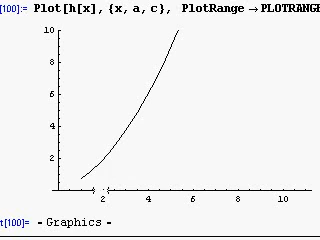 [100]:= Plot[h[x], {x, a, c}, PlotRange → PLOTRANGE
10
8
6
4
2
2 4 6 8 10
t[100]= - Graphics -